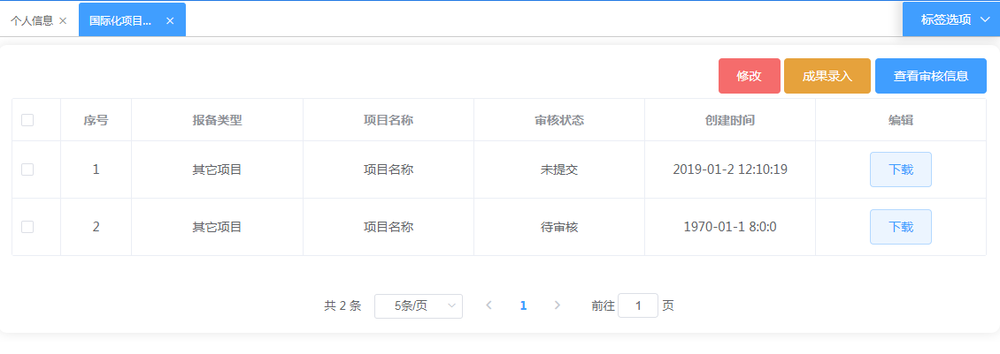 个人信息 × 国际化项目... × 标签选项
修改 成果录入 查看审核信息
序号 报备类型 项目名称 审核状态 创建时间 编辑
1 其它项目 项目名称 未提交 2019-01-2 12:10:19 下载
2 其它项目 项目名称 待审核 1970-01-1 8:0:0 下载
共 2 条 5条/页 1 前往 1 页